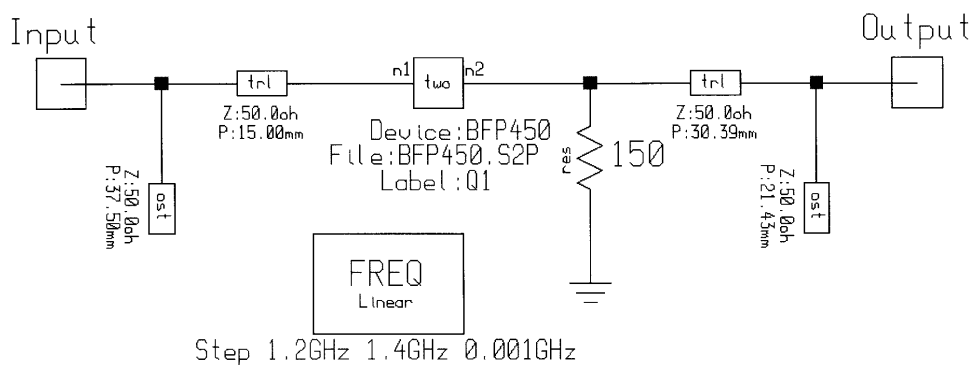 Input
Output
n1
two
n2
trl
Z:50.0oh
P:15.00mm
trl
Z:50.0oh
P:30.39mm
Device:BFP450
File:BFP450.S2P
Label:Q1
res
150
ost
Z:50.0oh
P:37.50mm
ost
Z:50.0oh
P:21.43mm
FREQ
Linear
Step 1.2GHz 1.4GHz 0.001GHz